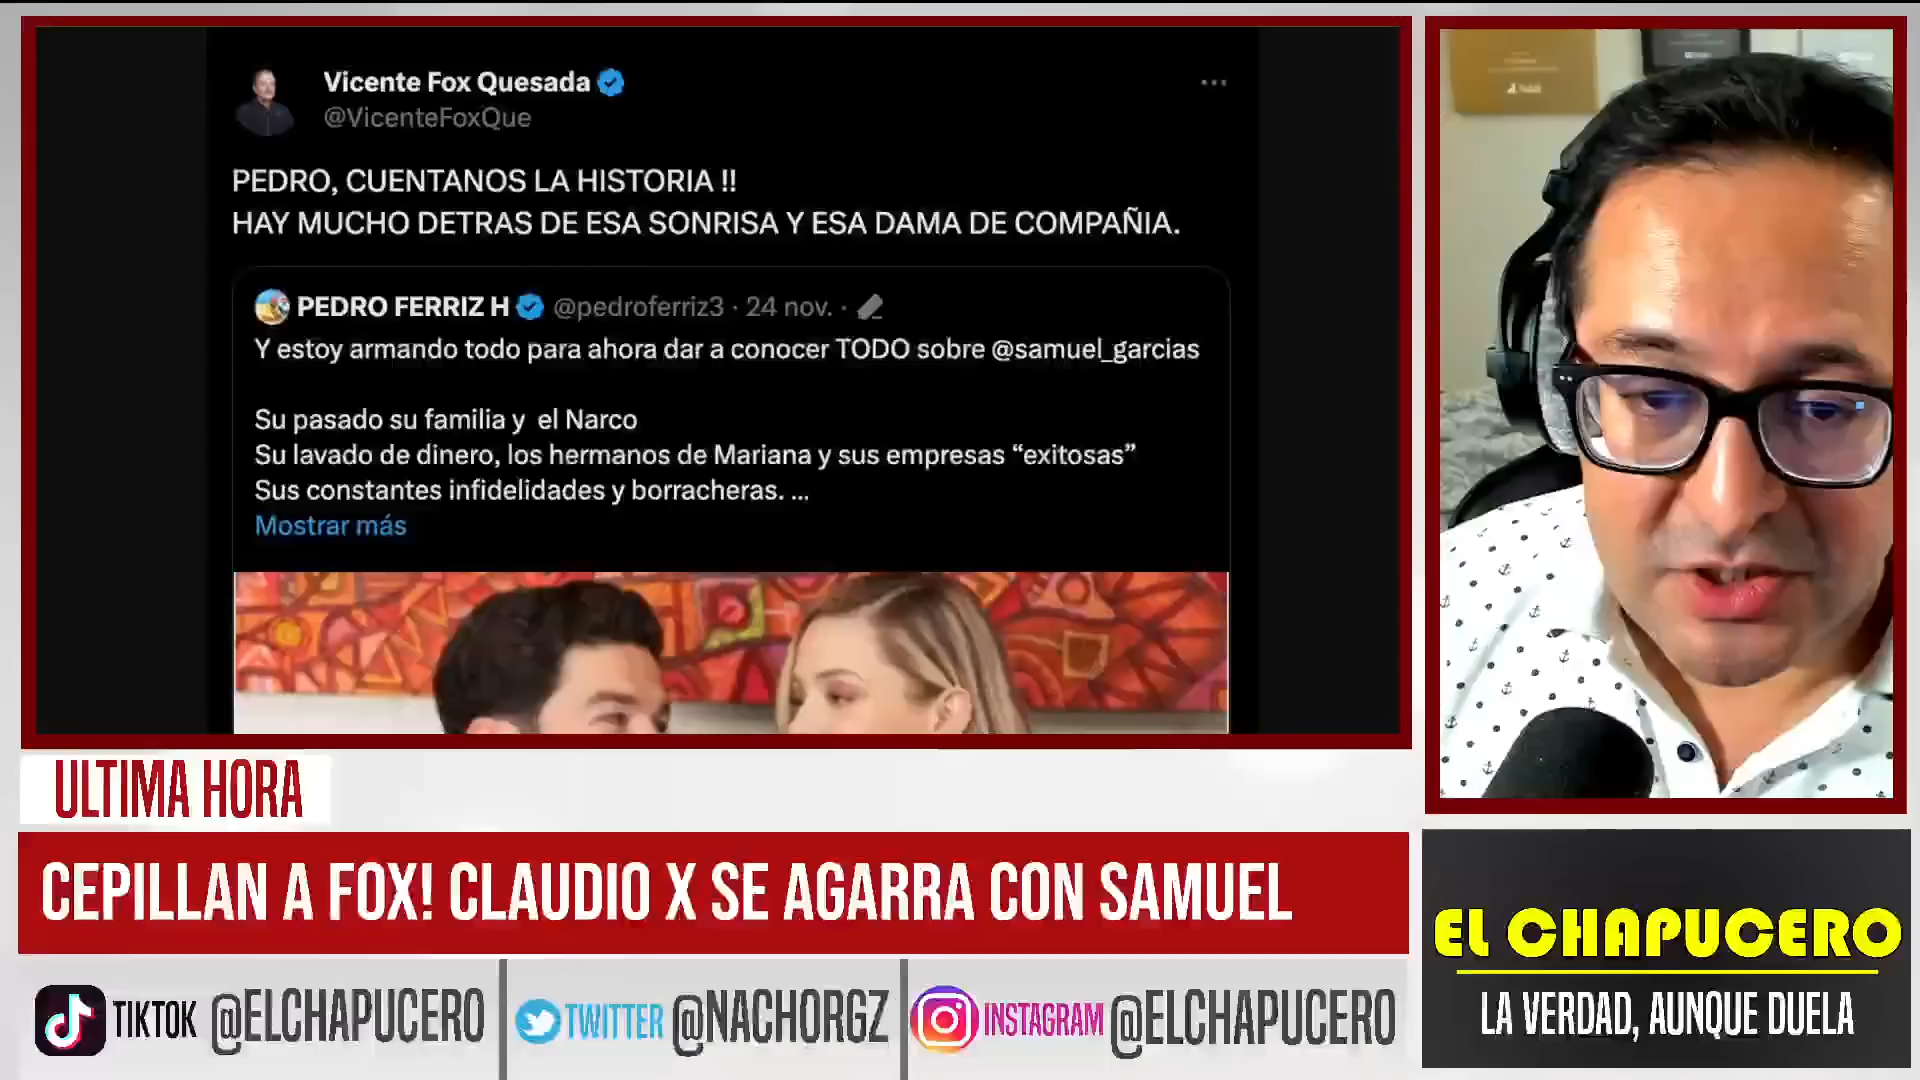 Vicente Fox Quesada
@VicenteFoxQue
PEDRO, CUENTANOS LA HISTORIA !!
HAY MUCHO DETRAS DE ESA SONRISA Y ESA DAMA DE COMPAÑIA.
PEDRO FERRIZ H @pedroferriz3 · 24 nov. ·
Y estoy armando todo para ahora dar a conocer TODO sobre @samuel_garcias
Su pasado su familia y el Narco
Su lavado de dinero, los hermanos de Mariana y sus empresas “exitosas”
Sus constantes infidelidades y borracheras. ...
Mostrar más
ULTIMA HORA
CEPILLAN A FOX! CLAUDIO X SE AGARRA CON SAMUEL
TIKTOK @ELCHAPUCERO
TWITTER @NACHORGZ
INSTAGRAM @ELCHAPUCERO
EL CHAPUCERO
LA VERDAD, AUNQUE DUELA